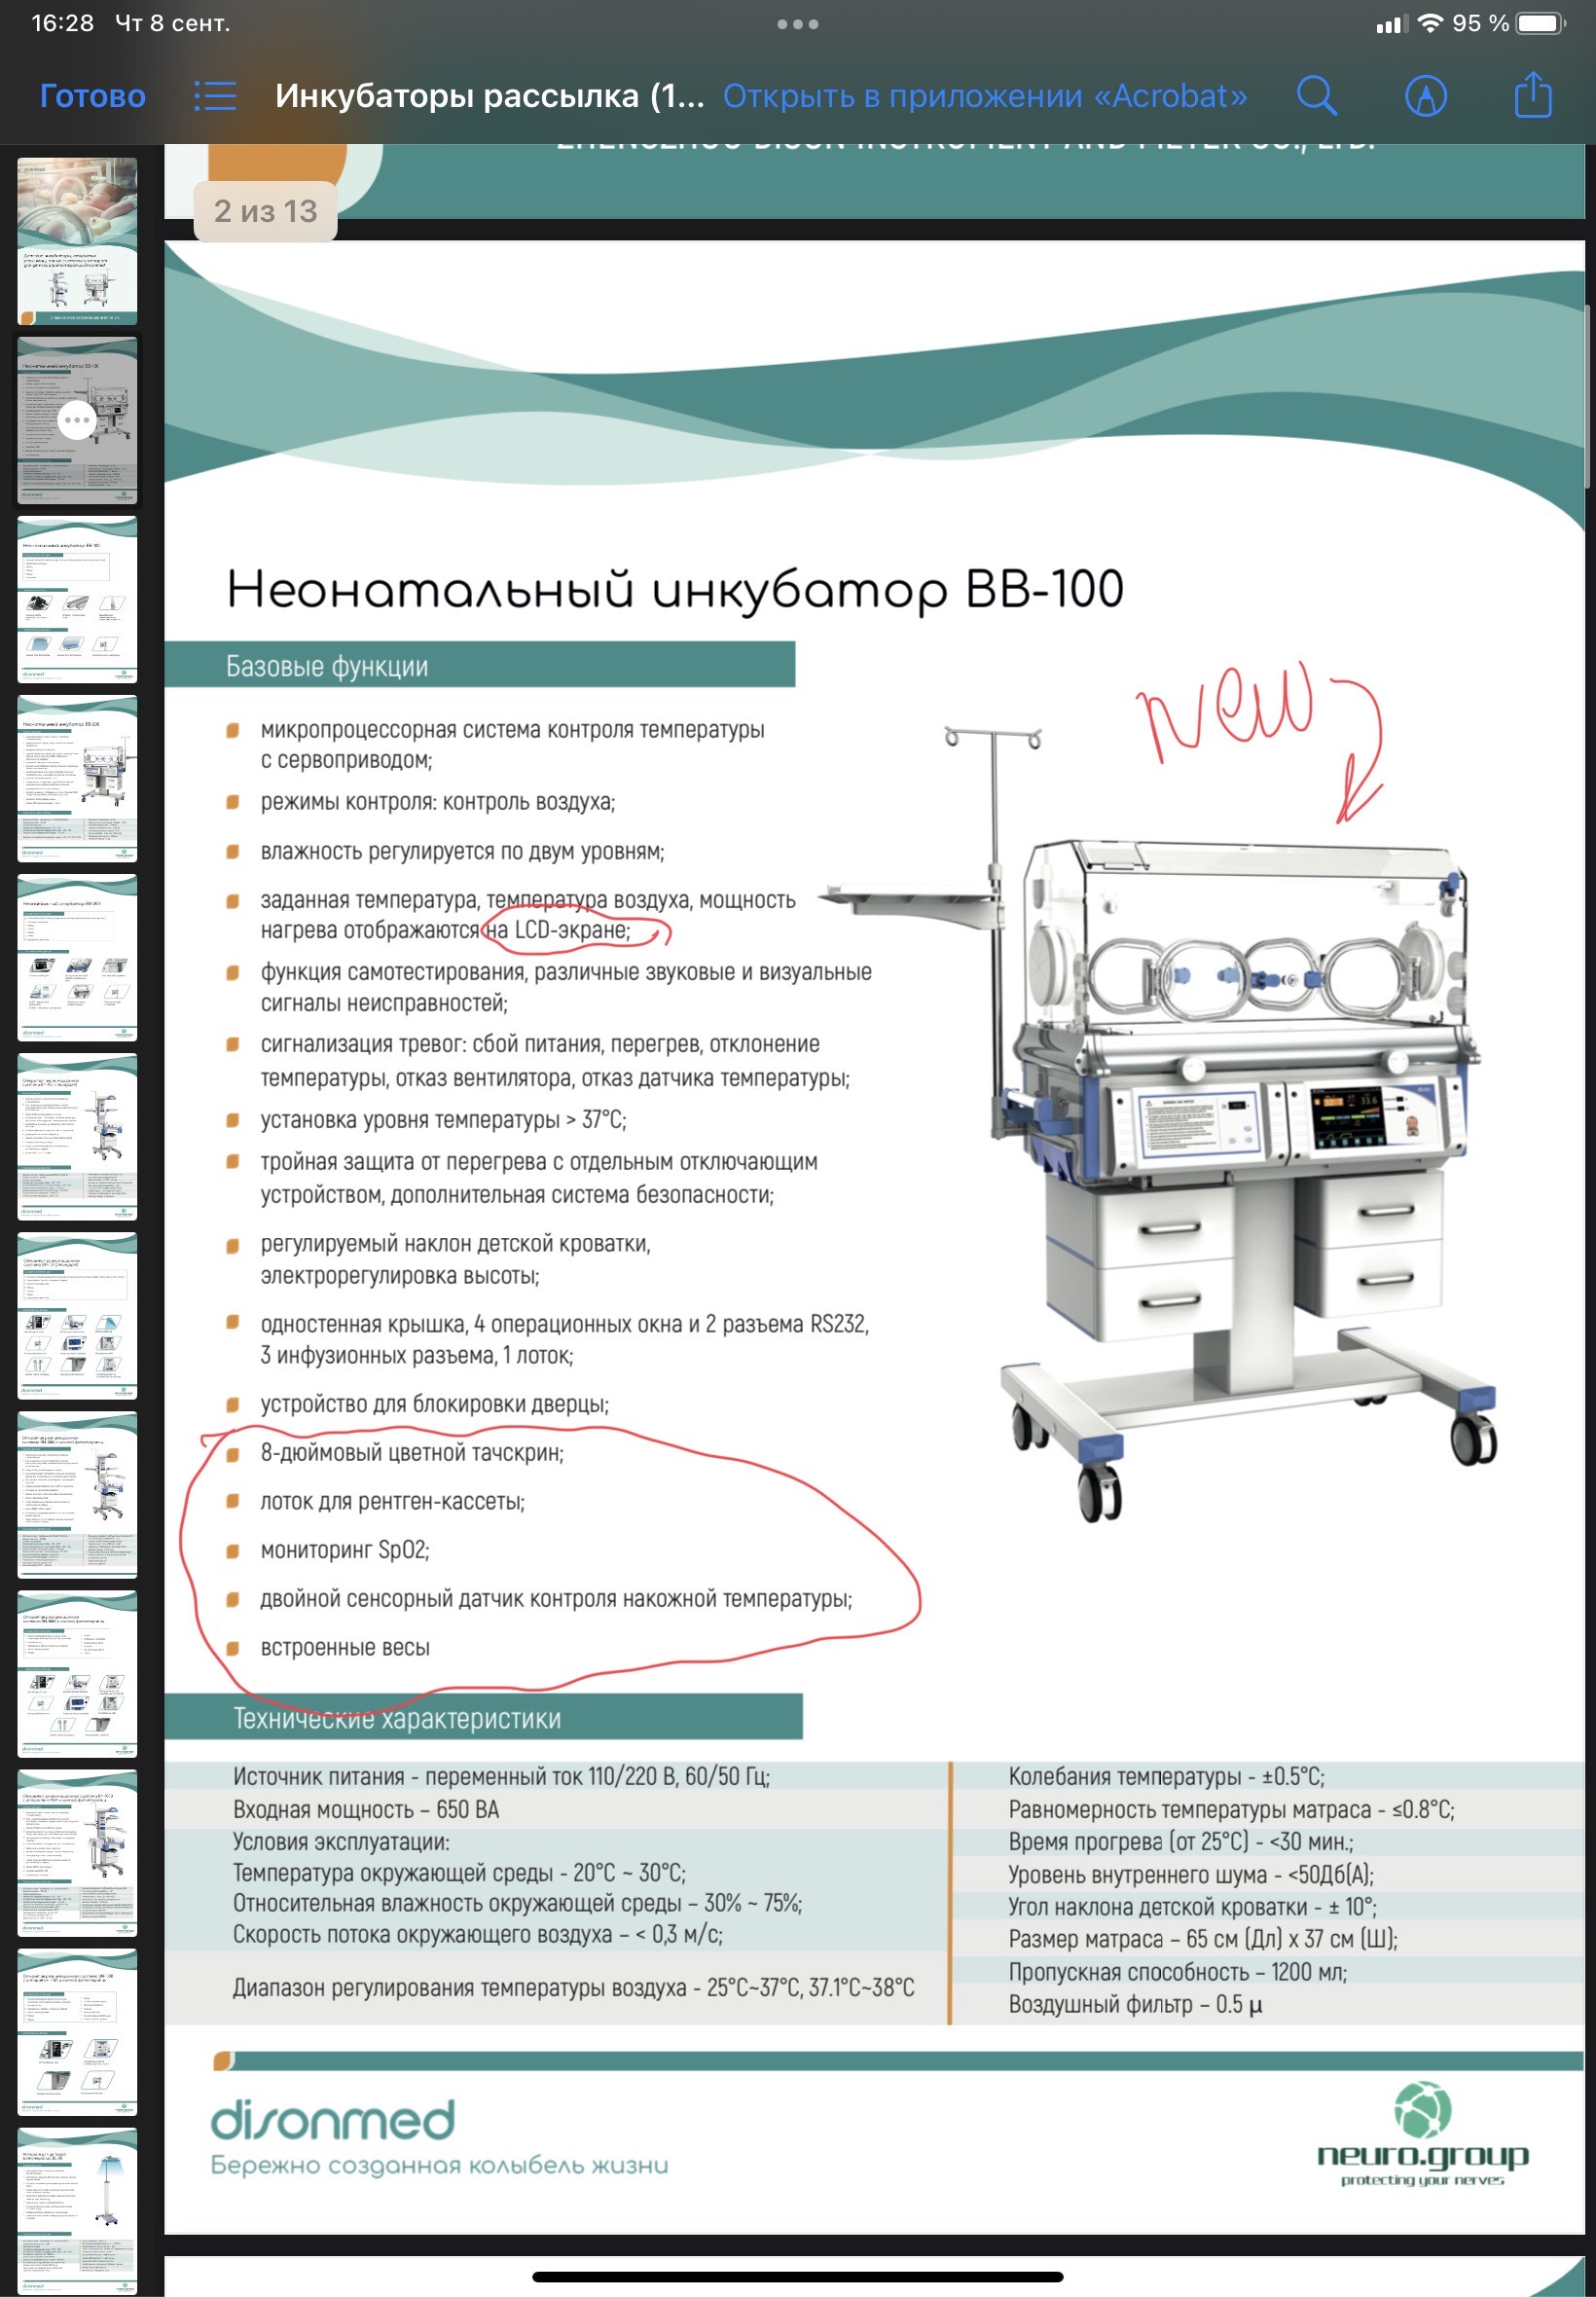 16:28 Чт 8 сент.
95 %
Готово
Инкубаторы рассылка (1...
Открыть в приложении «Acrobat»
2 из 13
Неонатальный инкубатор BB-100
Базовые функции
new
микропроцессорная система контроля температуры
с сервоприводом;
режимы контроля: контроль воздуха;
влажность регулируется по двум уровням;
заданная температура, температура воздуха, мощность
нагрева отображаются на LCD-экране;
функция самотестирования, различные звуковые и визуальные
сигналы неисправностей;
сигнализация тревог: сбой питания, перегрев, отклонение
температуры, отказ вентилятора, отказ датчика температуры;
установка уровня температуры > 37°C;
тройная защита от перегрева с отдельным отключающим
устройством, дополнительная система безопасности;
регулируемый наклон детской кроватки,
электрорегулировка высоты;
одностенная крышка, 4 операционных окна и 2 разъема RS232,
3 инфузионных разъема, 1 лоток;
устройство для блокировки дверцы;
8-дюймовый цветной тачскрин;
лоток для рентген-кассеты;
мониторинг SpO2;
двойной сенсорный датчик контроля накожной температуры;
встроенные весы
Технические характеристики
Источник питания - переменный ток 110/220 В, 60/50 Гц;
Входная мощность – 650 ВА
Условия эксплуатации:
Температура окружающей среды - 20°C ~ 30°C;
Относительная влажность окружающей среды – 30% ~ 75%;
Скорость потока окружающего воздуха – < 0,3 м/с;
Диапазон регулирования температуры воздуха - 25°C~37°C, 37.1°C~38°C
Колебания температуры - ±0.5°C;
Равномерность температуры матраса - ≤0.8°C;
Время прогрева (от 25°C) - <30 мин.;
Уровень внутреннего шума - <50Дб(А);
Угол наклона детской кроватки - ± 10°;
Размер матраса – 65 см (Дл) x 37 см (Ш);
Пропускная способность – 1200 мл;
Воздушный фильтр – 0.5 μ
disonmed
Бережно созданная колыбель жизни
neuro.group
protecting your nerves